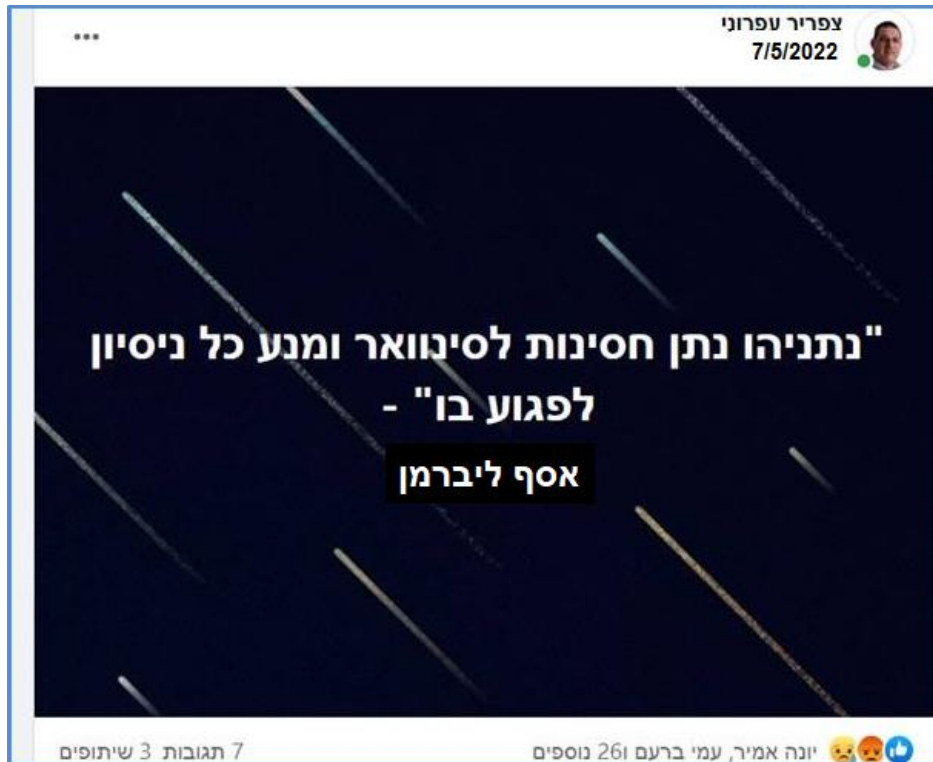 צפריר עפרוני
7/5/2022
"נתניהו נתן חסינות לסינוואר ומנע כל ניסיון
לפגוע בו" -
אסף ליברמן
יונה אמיר, עמי ברעם ו26 נוספים
7 תגובות 3 שיתופים